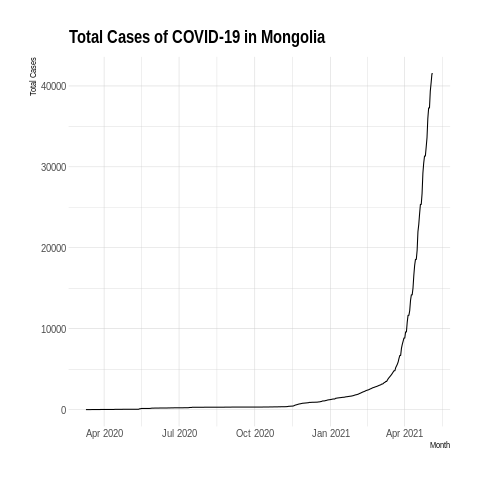 Total Cases of COVID-19 in Mongolia
Total Cases
40000
30000
20000
10000
0
Apr 2020 Jul 2020 Oct 2020 Jan 2021 Apr 2021
Month